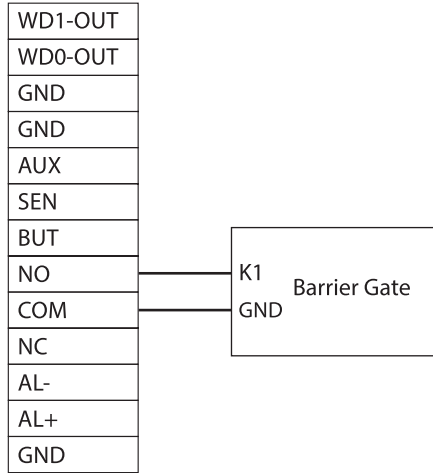 WD1-OUT
WD0-OUT
GND
GND
AUX
SEN
BUT
NO
COM
NC
AL-
AL+
GND
K1
Barrier Gate
GND